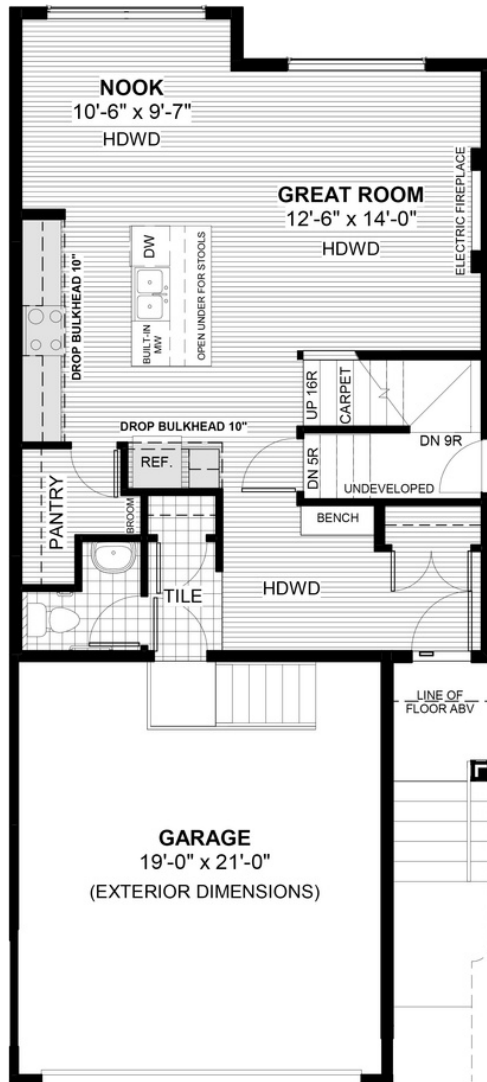 NOOK
10'-6" x 9'-7"
HDWD
GREAT ROOM
12'-6" x 14'-0"
HDWD
ELECTRIC FIREPLACE
DROP BULKHEAD 10"
DW
BUILT-IN
MW
OPEN UNDER FOR STOOLS
UP 16R
CARPET
DROP BULKHEAD 10"
REF.
DN 5R
DN 9R
UNDEVELOPED
PANTRY
BROOM
BENCH
TILE
HDWD
LINE OF
FLOOR ABV
GARAGE
19'-0" x 21'-0"
(EXTERIOR DIMENSIONS)